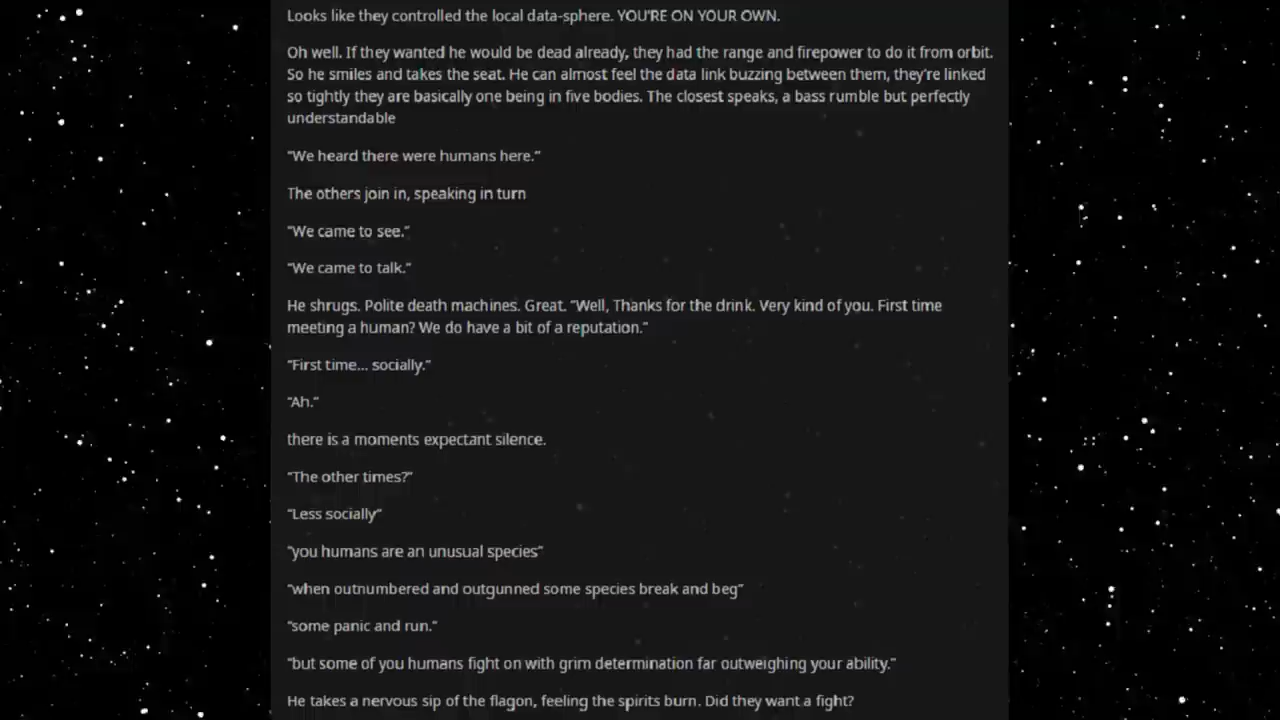 Looks like they controlled the local data-sphere. YOU'RE ON YOUR OWN.
Oh well. If they wanted he would be dead already, they had the range and firepower to do it from orbit.
So he smiles and takes the seat. He can almost feel the data link buzzing between them, they're linked
so tightly they are basically one being in five bodies. The closest speaks, a bass rumble but perfectly
understandable
“We heard there were humans here.”
The others join in, speaking in turn
“We came to see.”
“We came to talk.”
He shrugs. Polite death machines. Great. “Well, Thanks for the drink. Very kind of you. First time
meeting a human? We do have a bit of a reputation.”
“First time... socially.”
“Ah.”
there is a moments expectant silence.
“The other times?”
“Less socially”
“you humans are an unusual species”
“when outnumbered and outgunned some species break and beg”
“some panic and run.”
“but some of you humans fight on with grim determination far outweighing your ability.”
He takes a nervous sip of the flagon, feeling the spirits burn. Did they want a fight?